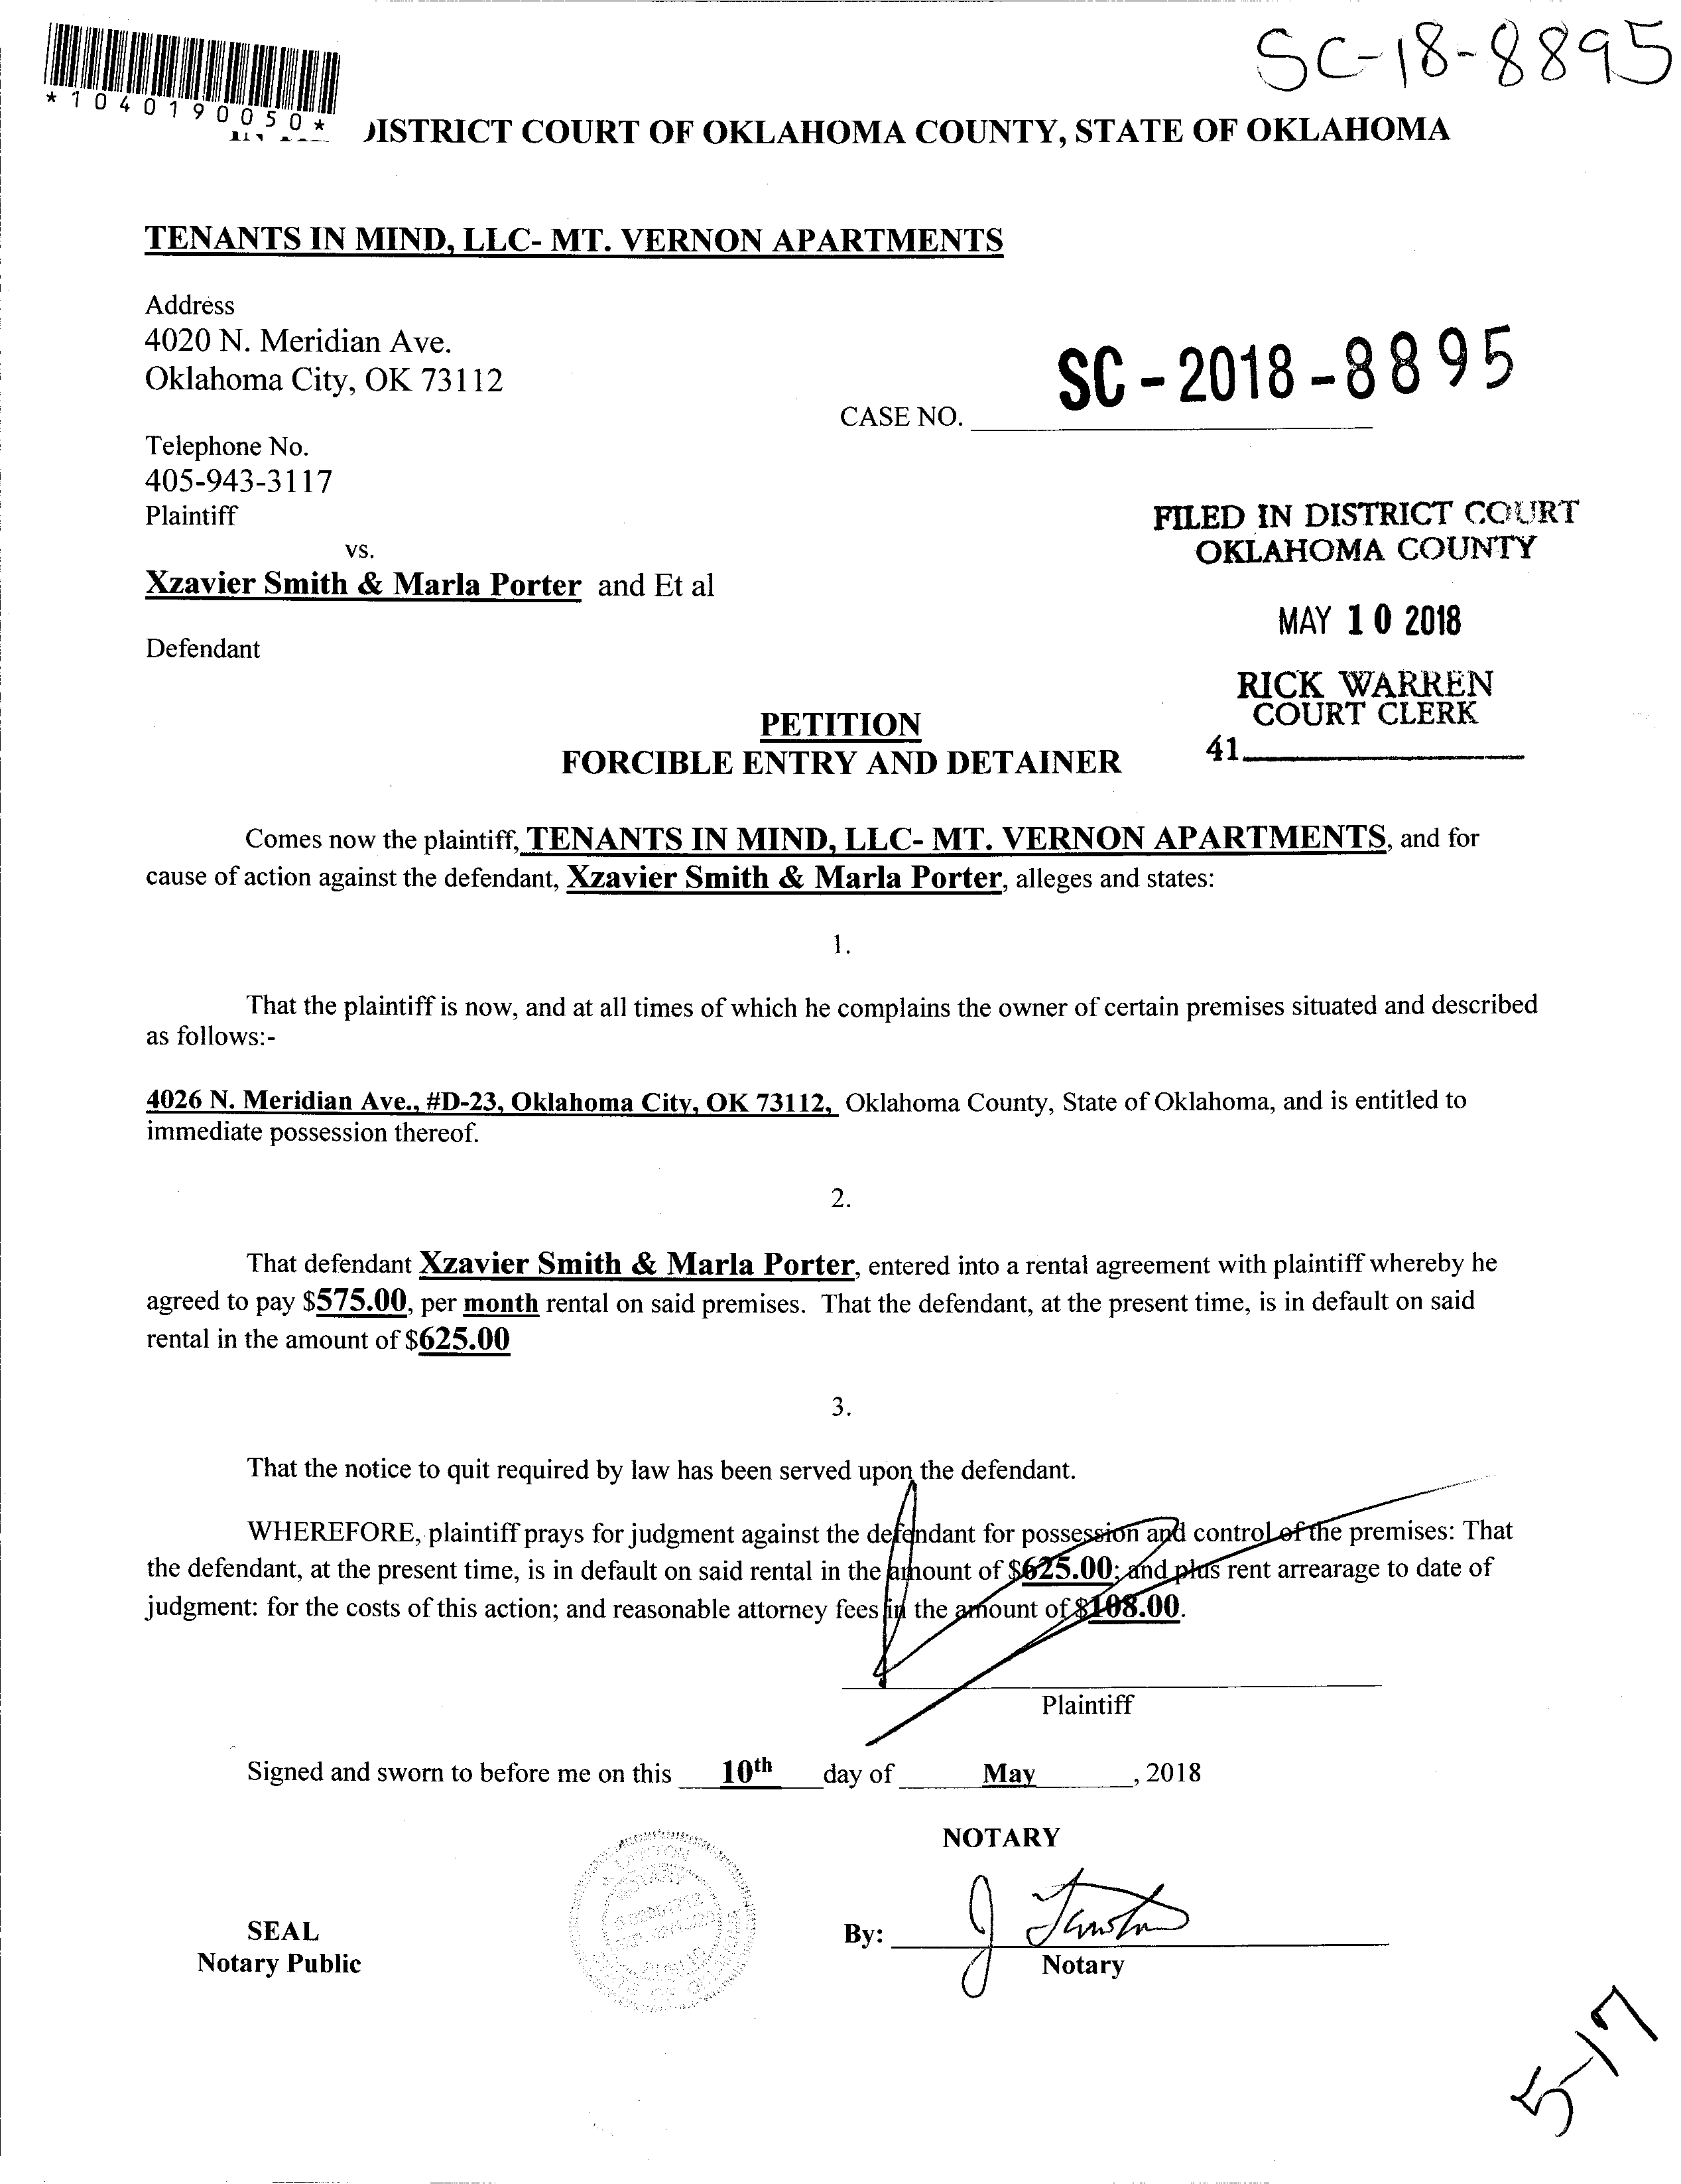 SC-18-8895
*1040190050*
DISTRICT COURT OF OKLAHOMA COUNTY, STATE OF OKLAHOMA
TENANTS IN MIND, LLC- MT. VERNON APARTMENTS
Address
4020 N. Meridian Ave.
Oklahoma City, OK 73112
SC-2018-8895
CASE NO.
Telephone No.
405-943-3117
Plaintiff
vs.
Xzavier Smith & Marla Porter and Et al
Defendant
FILED IN DISTRICT COURT
OKLAHOMA COUNTY
MAY 10 2018
RICK WARREN
COURT CLERK
41
PETITION
FORCIBLE ENTRY AND DETAINER
Comes now the plaintiff, TENANTS IN MIND, LLC- MT. VERNON APARTMENTS, and for
cause of action against the defendant, Xzavier Smith & Marla Porter, alleges and states:
1.
That the plaintiff is now, and at all times of which he complains the owner of certain premises situated and described
as follows:-
4026 N. Meridian Ave., #D-23, Oklahoma City, OK 73112, Oklahoma County, State of Oklahoma, and is entitled to
immediate possession thereof.
2.
That defendant Xzavier Smith & Marla Porter, entered into a rental agreement with plaintiff whereby he
agreed to pay $575.00, per month rental on said premises. That the defendant, at the present time, is in default on said
rental in the amount of $625.00
3.
That the notice to quit required by law has been served upon the defendant.
WHEREFORE, plaintiff prays for judgment against the defendant for possession and control of the premises: That
the defendant, at the present time, is in default on said rental in the amount of $625.00; and plus rent arrearage to date of
judgment: for the costs of this action; and reasonable attorney fees in the amount of $108.00.
Plaintiff
Signed and sworn to before me on this 10th day of May, 2018
NOTARY
SEAL
Notary Public
By:
Notary
5-17